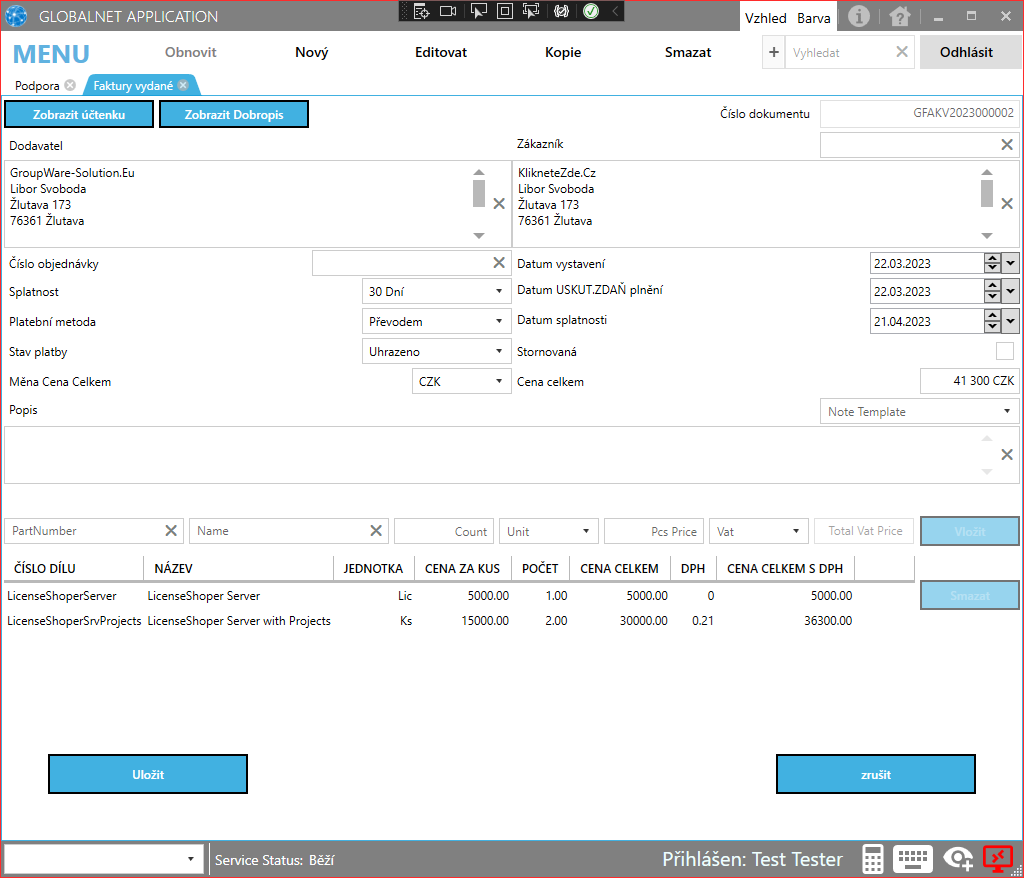 GLOBALNET APPLICATION
Vzhled Barva
MENU Obnovit Nový Editovat Kopie Smazat + Vyhledat Odhlásit
Podpora Faktury vydané
Zobrazit účtenku Zobrazit Dobropis Číslo dokumentu GFAKV2023000002
Dodavatel Zákazník
GroupWare-Solution.Eu KlikneteZde.Cz
Libor Svoboda Libor Svoboda
Žlutava 173 Žlutava 173
76361 Žlutava 76361 Žlutava
Číslo objednávky Datum vystavení 22.03.2023
Splatnost 30 Dní Datum USKUT.ZDAŇ plnění 22.03.2023
Platební metoda Převodem Datum splatnosti 21.04.2023
Stav platby Uhrazeno Stornovaná
Měna Cena Celkem CZK Cena celkem 41 300 CZK
Popis Note Template
PartNumber Name Count Unit Pcs Price Vat Total Vat Price Vložit
ČÍSLO DÍLU NÁZEV JEDNOTKA CENA ZA KUS POČET CENA CELKEM DPH CENA CELKEM S DPH
LicenseShoperServer LicenseShoper Server Lic 5000.00 1.00 5000.00 0 5000.00 Smazat
LicenseShoperSrvProjects LicenseShoper Server with Projects Ks 15000.00 2.00 30000.00 0.21 36300.00
Uložit zrušit
Service Status: Běží Přihlášen: Test Tester